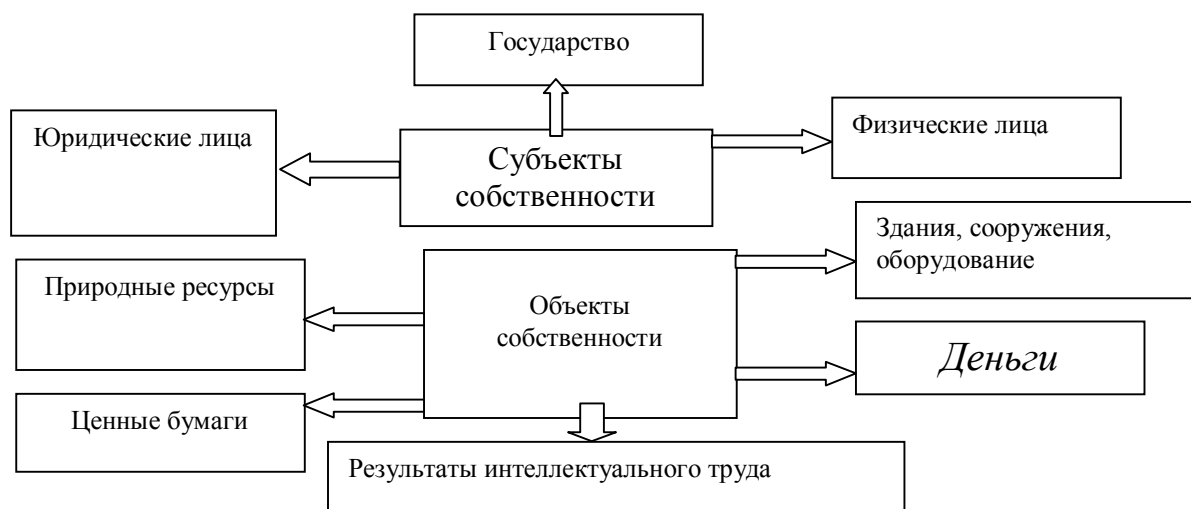 Государство
Юридические лица
Субъекты
собственности
Физические лица
Здания, сооружения,
оборудование
Природные ресурсы
Объекты
собственности
Деньги
Ценные бумаги
Результаты интеллектуального труда